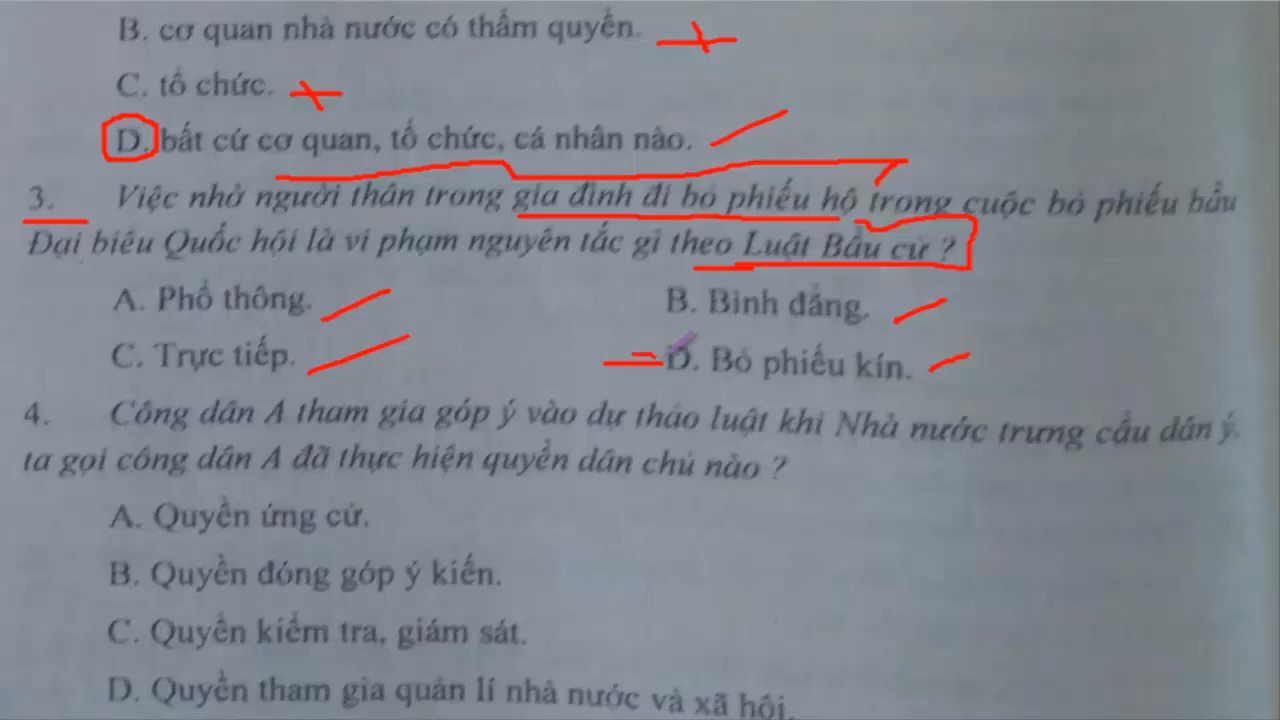 B. cơ quan nhà nước có thẩm quyền.
C. tổ chức.
D. bất cứ cơ quan, tổ chức, cá nhân nào.
3. Việc nhờ người thân trong gia đình đi bỏ phiếu hộ trong cuộc bỏ phiếu bầu
Đại biểu Quốc hội là vi phạm nguyên tắc gì theo Luật Bầu cử ?
A. Phổ thông. B. Bình đẳng.
C. Trực tiếp. D. Bỏ phiếu kín.
4. Công dân A tham gia góp ý vào dự thảo luật khi Nhà nước trưng cầu dân ý,
ta gọi công dân A đã thực hiện quyền dân chủ nào ?
A. Quyền ứng cử.
B. Quyền đóng góp ý kiến.
C. Quyền kiểm tra, giám sát.
D. Quyền tham gia quản lí nhà nước và xã hội.